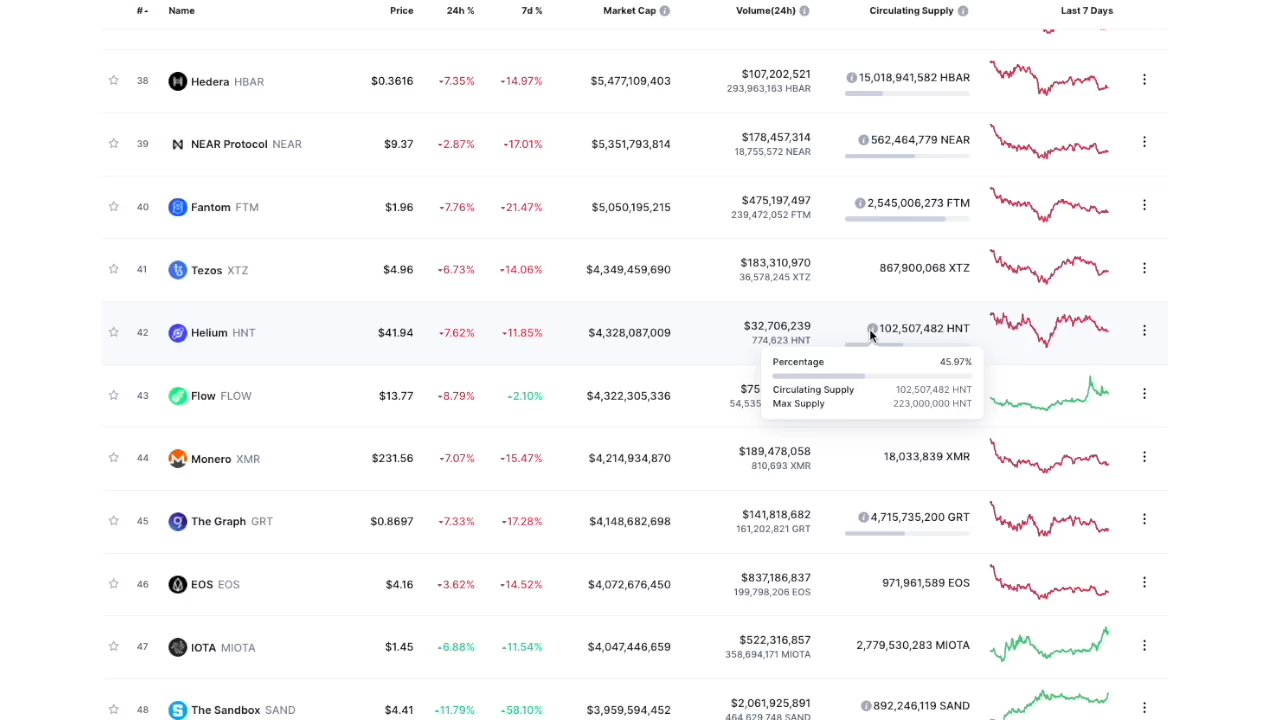 # Name Price 24h % 7d % Market Cap Volume(24h) Circulating Supply Last 7 Days
38 Hedera HBAR $0.3616 7.35% 14.97% $5,477,109,403 $107,202,521 15,018,941,582 HBAR
293,963,163 HBAR
39 NEAR Protocol NEAR $9.37 2.87% 17.01% $5,351,793,814 $178,457,314 562,464,779 NEAR
18,755,572 NEAR
40 Fantom FTM $1.96 7.76% 21.47% $5,050,195,215 $475,197,497 2,545,006,273 FTM
239,472,052 FTM
41 Tezos XTZ $4.96 6.73% 14.06% $4,349,459,690 $183,310,970 867,900,068 XTZ
36,578,245 XTZ
42 Helium HNT $41.94 7.62% 11.85% $4,328,087,009 $32,706,239 102,507,482 HNT
774,623 HNT
Percentage 45.97%
Circulating Supply 102,507,482 HNT
Max Supply 223,000,000 HNT
43 Flow FLOW $13.77 8.79% 2.10% $4,322,305,336 $75
54,535
44 Monero XMR $231.56 7.07% 15.47% $4,214,934,870 $189,478,058 18,033,839 XMR
810,693 XMR
45 The Graph GRT $0.8697 7.33% 17.28% $4,148,682,698 $141,818,682 4,715,735,200 GRT
161,202,821 GRT
46 EOS EOS $4.16 3.62% 14.52% $4,072,676,450 $837,186,837 971,961,589 EOS
199,798,206 EOS
47 IOTA MIOTA $1.45 6.88% 11.54% $4,047,446,659 $522,316,857 2,779,530,283 MIOTA
358,694,171 MIOTA
48 The Sandbox SAND $4.41 11.79% 58.10% $3,959,594,452 $2,061,925,891 892,246,119 SAND
464,629,748 SAND